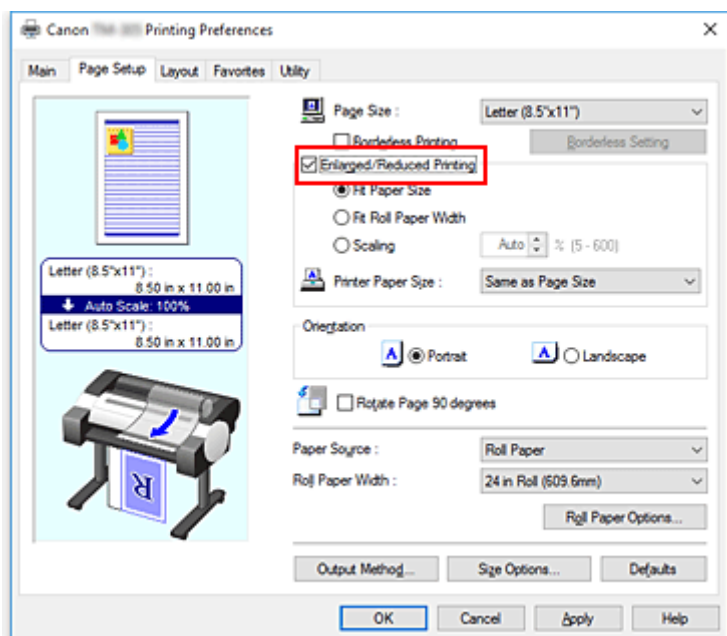 Canon Printing Preferences
Main Page Setup Layout Favorites Utility
Page Size : Letter (8.5"x11")
Borderless Printing Borderless Setting
Enlarged/Reduced Printing
Fit Paper Size
Fit Roll Paper Width
Scaling Auto % (5 - 600)
Letter (8.5"x11") :
8.50 in x 11.00 in
Auto Scale: 100%
Letter (8.5"x11") :
8.50 in x 11.00 in
Printer Paper Size : Same as Page Size
Orientation
A Portrait A Landscape
Rotate Page 90 degrees
R
Paper Source : Roll Paper
Roll Paper Width : 24 in Roll (609.6mm)
Roll Paper Options...
Output Method... Size Options... Defaults
OK Cancel Apply Help